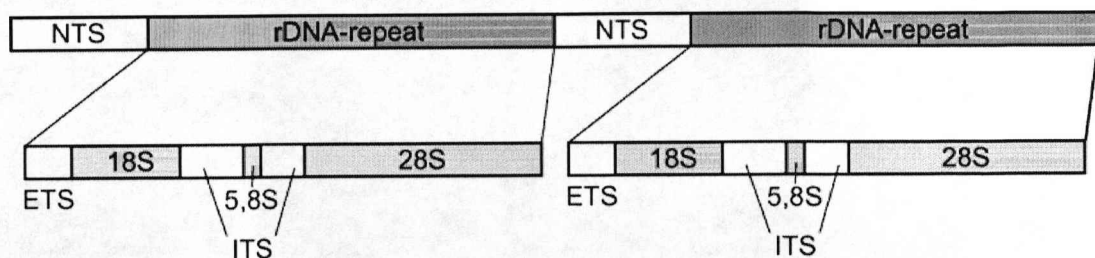 NTS rDNA-repeat NTS rDNA-repeat
18S 28S 18S 28S
ETS 5,8S ETS 5,8S
ITS ITS